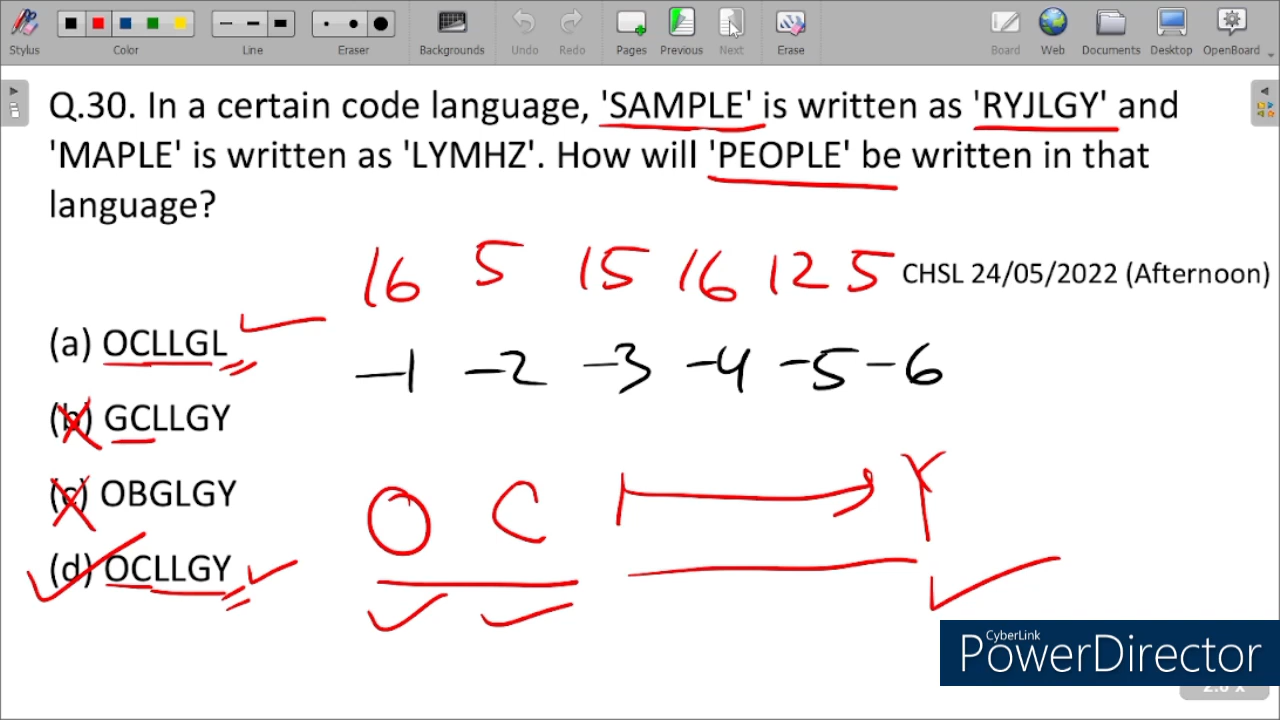 Stylus Color Line Eraser Backgrounds Undo Redo Pages Previous Next Erase Board Web Documents Desktop OpenBoard
Q.30. In a certain code language, 'SAMPLE' is written as 'RYJLGY' and
'MAPLE' is written as 'LYMHZ'. How will 'PEOPLE' be written in that
language?
16 5 15 16 12 5
CHSL 24/05/2022 (Afternoon)
(a) OCLLGL
-1 -2 -3 -4 -5 -6
(b) GCLLGY
(c) OBGLGY
O C Y
(d) OCLLGY
CyberLink
PowerDirector
2.0 x